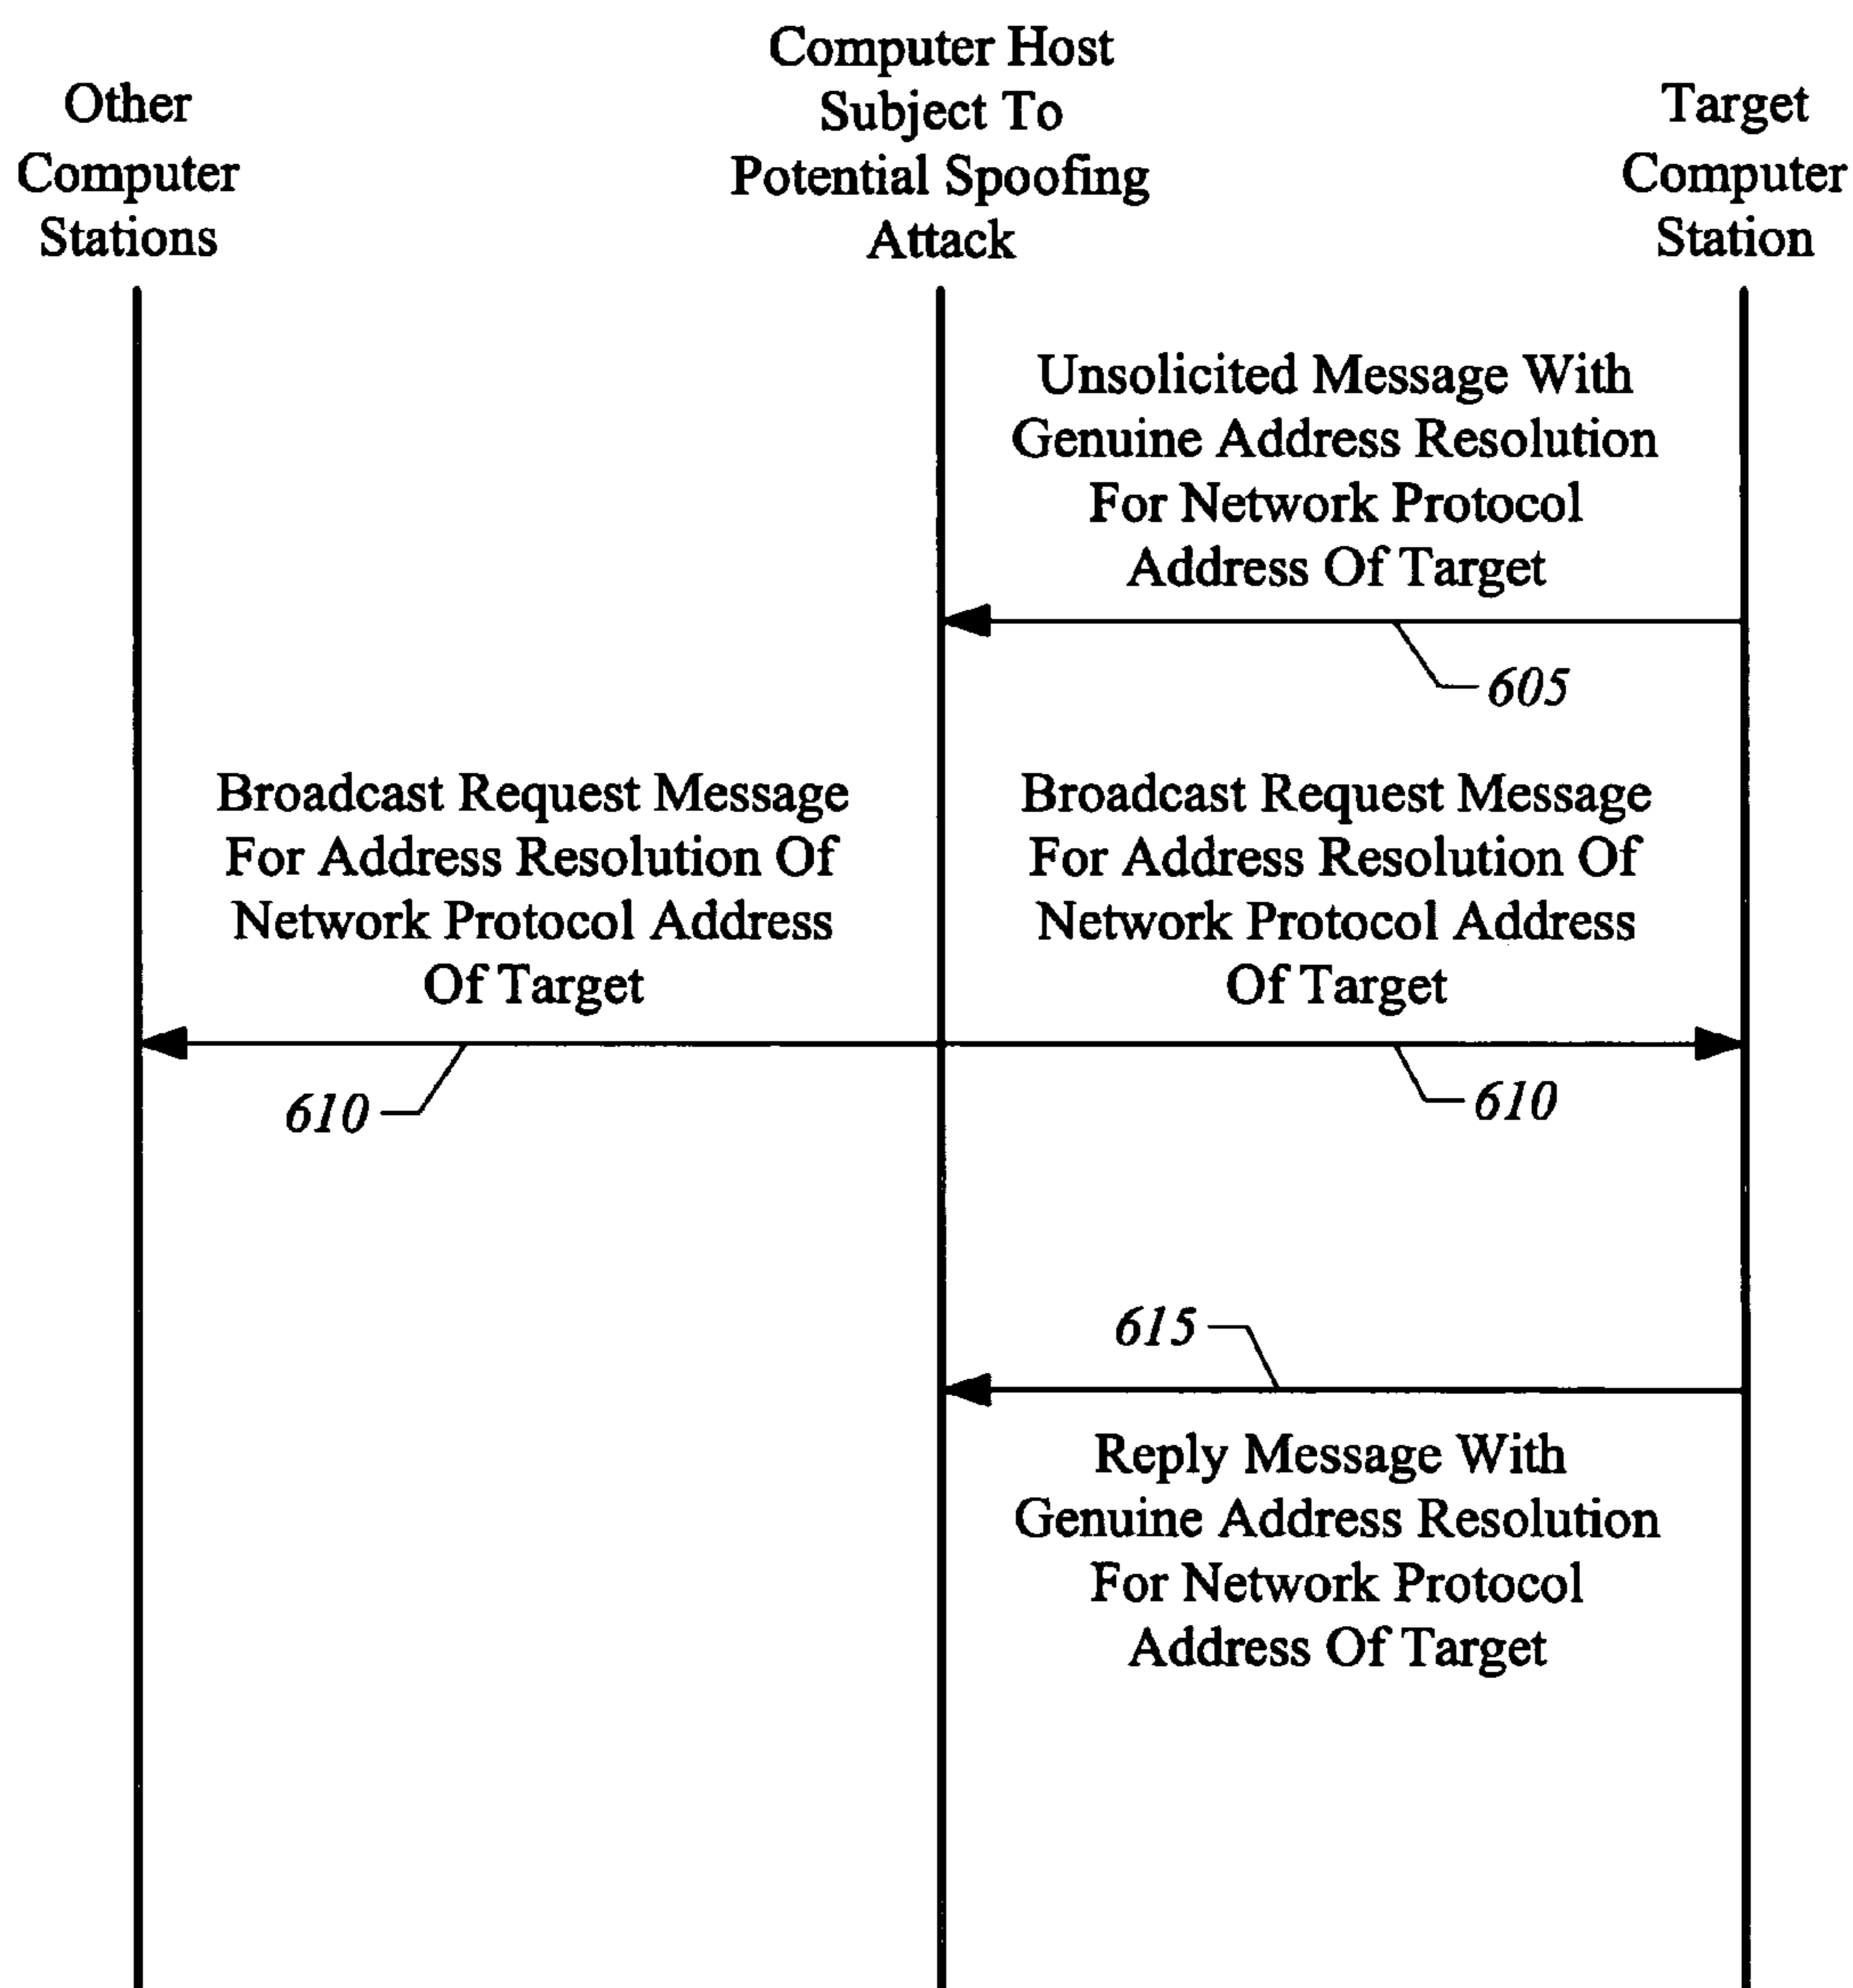 Other
Computer
Stations
Computer Host
Subject To
Potential Spoofing
Attack
Target
Computer
Station
Unsolicited Message With
Genuine Address Resolution
For Network Protocol
Address Of Target
605
Broadcast Request Message
For Address Resolution Of
Network Protocol Address
Of Target
610
Broadcast Request Message
For Address Resolution Of
Network Protocol Address
Of Target
610
615
Reply Message With
Genuine Address Resolution
For Network Protocol
Address Of Target